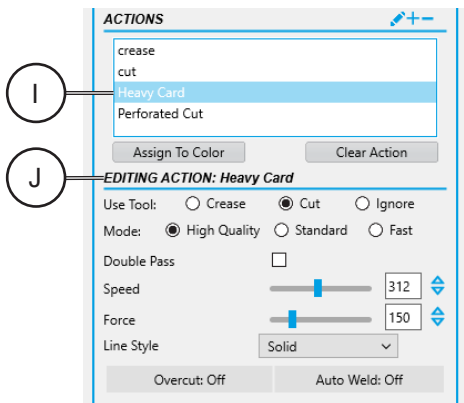 ACTIONS
crease
cut
I
Heavy Card
Perforated Cut
Assign To Color Clear Action
J
EDITING ACTION: Heavy Card
Use Tool: Crease Cut Ignore
Mode: High Quality Standard Fast
Double Pass
Speed 312
Force 150
Line Style Solid
Overcut: Off Auto Weld: Off